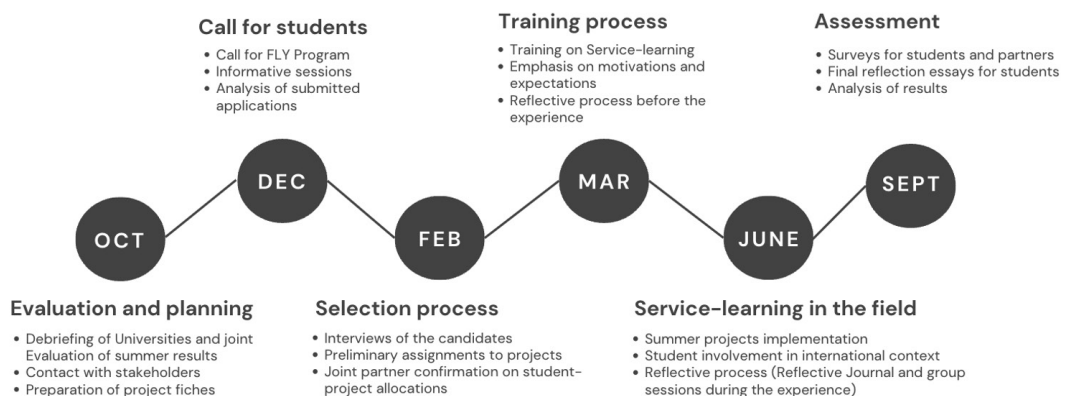 Call for students
• Call for FLY Program
• Informative sessions
• Analysis of submitted
applications
Training process
• Training on Service-learning
• Emphasis on motivations and
expectations
• Reflective process before the
experience
Assessment
• Surveys for students and partners
• Final reflection essays for students
• Analysis of results
OCT
DEC
FEB
MAR
JUNE
SEPT
Evaluation and planning
• Debriefing of Universities and joint
Evaluation of summer results
• Contact with stakeholders
• Preparation of project fiches
Selection process
• Interviews of the candidates
• Preliminary assignments to projects
• Joint partner confirmation on student-
project allocations
Service-learning in the field
• Summer projects implementation
• Student involvement in international context
• Reflective process (Reflective Journal and group
sessions during the experience)